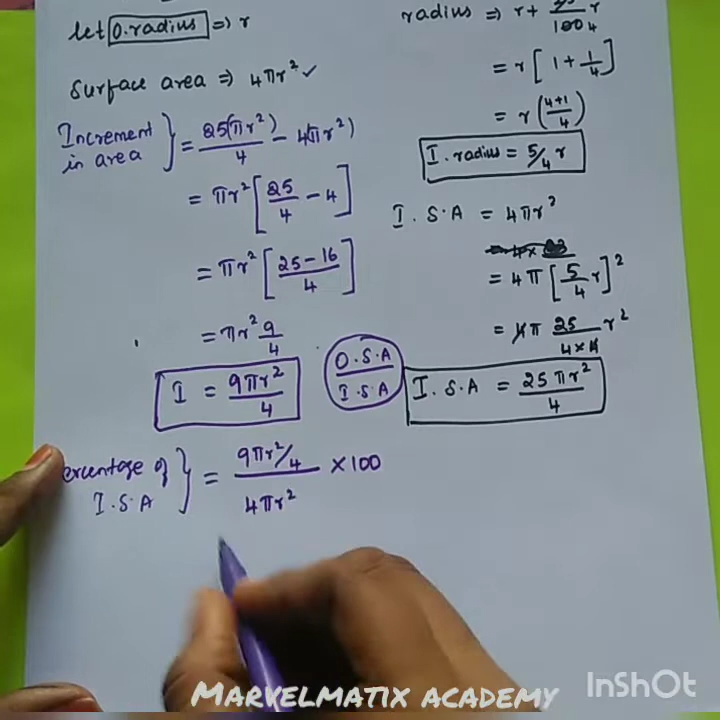 let O.radius => r
Surface area => 4πr² ✓
Increment in area } = 25(πr²)/4 - 4(πr²)
= πr² [25/4 - 4]
= πr² [25-16/4]
= πr² 9/4
I = 9πr²/4
radius => r + r
1004
= r [1 + 1/4]
= r (4+1/4)
I. radius = 5/4 r
I. S.A = 4πr²
= 4π [5/4 r]²
= 4π 25/4×4 r²
O.S.A/I.S.A
I. S.A = 25πr²/4
ercentage of I.S.A } = 9πr²/4/4πr² × 100
MARVELMATIX ACADEMY
InShOt